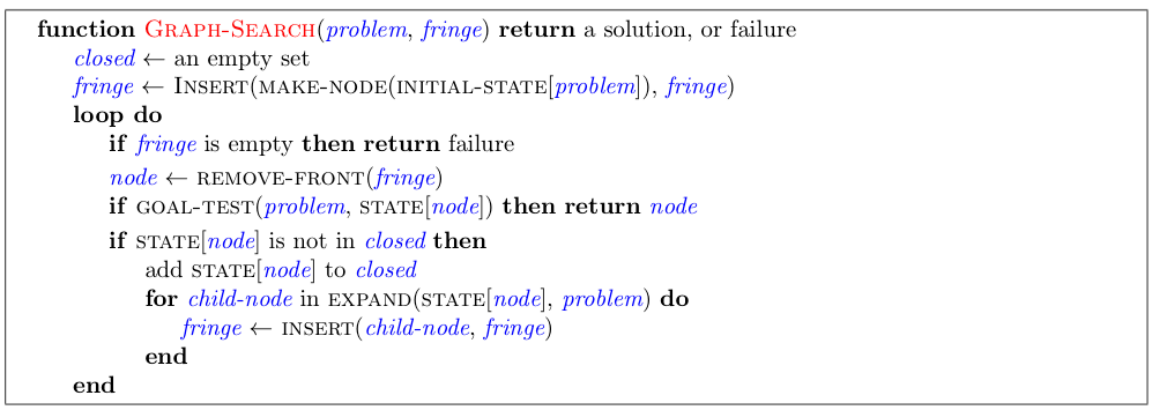 function GRAPH-SEARCH(problem, fringe) return a solution, or failure
closed ← an empty set
fringe ← INSERT(MAKE-NODE(INITIAL-STATE[problem]), fringe)
loop do
if fringe is empty then return failure
node ← REMOVE-FRONT(fringe)
if GOAL-TEST(problem, STATE[node]) then return node
if STATE[node] is not in closed then
add STATE[node] to closed
for child-node in EXPAND(STATE[node], problem) do
fringe ← INSERT(child-node, fringe)
end
end